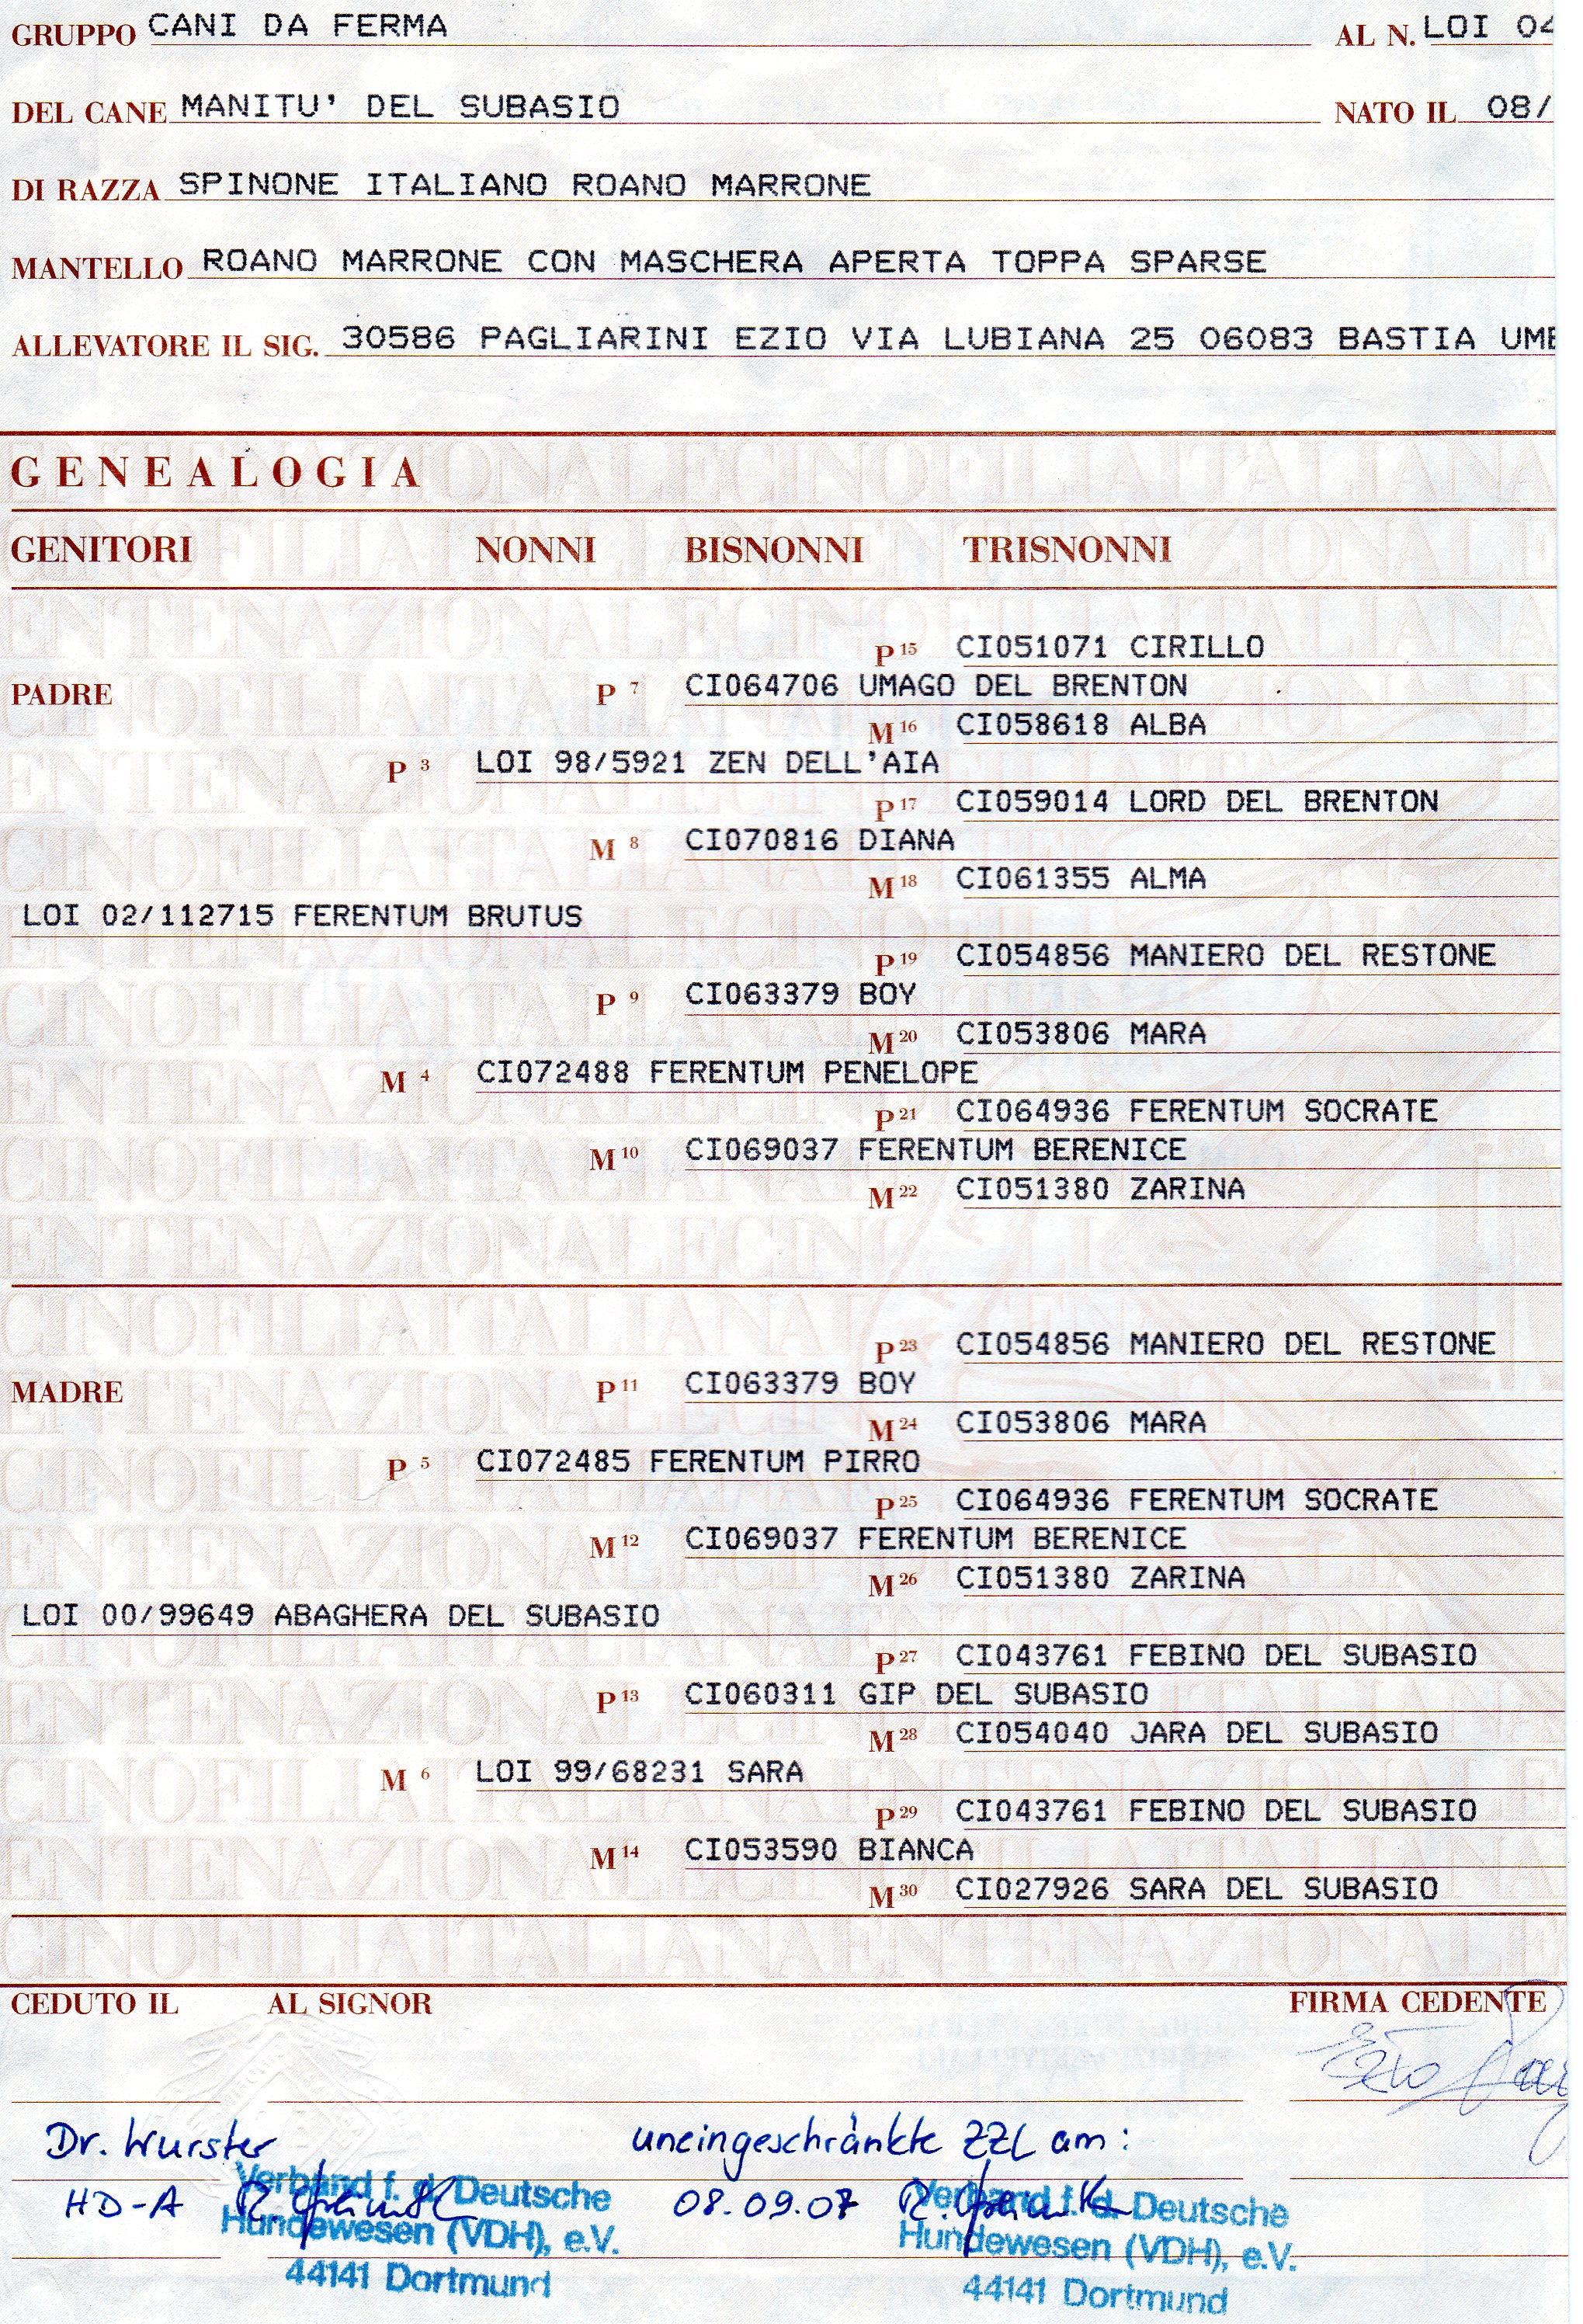 GRUPPO CANI DA FERMA AL N. LOI 04
DEL CANE MANITU' DEL SUBASIO NATO IL 08/
DI RAZZA SPINONE ITALIANO ROANO MARRONE
MANTELLO ROANO MARRONE CON MASCHERA APERTA TOPPA SPARSE
ALLEVATORE IL SIG. 30586 PAGLIARINI EZIO VIA LUBIANA 25 06083 BASTIA UMB
GENEALOGIA
GENITORI NONNI BISNONNI TRISNONNI
P 15 CI051071 CIRILLO
PADRE P 7 CI064706 UMAGO DEL BRENTON
M 16 CI058618 ALBA
P 3 LOI 98/5921 ZEN DELL'AIA
P 17 CI059014 LORD DEL BRENTON
M 8 CI070816 DIANA
M 18 CI061355 ALMA
LOI 02/112715 FERENTUM BRUTUS
P 19 CI054856 MANIERO DEL RESTONE
P 9 CI063379 BOY
M 20 CI053806 MARA
M 4 CI072488 FERENTUM PENELOPE
P 21 CI064936 FERENTUM SOCRATE
M 10 CI069037 FERENTUM BERENICE
M 22 CI051380 ZARINA
P 23 CI054856 MANIERO DEL RESTONE
MADRE P 11 CI063379 BOY
M 24 CI053806 MARA
P 5 CI072485 FERENTUM PIRRO
P 25 CI064936 FERENTUM SOCRATE
M 12 CI069037 FERENTUM BERENICE
M 26 CI051380 ZARINA
LOI 00/99649 ABAGHERA DEL SUBASIO
P 27 CI043761 FEBINO DEL SUBASIO
P 13 CI060311 GIP DEL SUBASIO
M 28 CI054040 JARA DEL SUBASIO
M 6 LOI 99/68231 SARA
P 29 CI043761 FEBINO DEL SUBASIO
M 14 CI053590 BIANCA
M 30 CI027926 SARA DEL SUBASIO
CEDUTO IL AL SIGNOR FIRMA CEDENTE
Dr. Wurster uneingeschränkte ZZL am:
HD-A 08.09.07
Verband f. d. Deutsche
Hundewesen (VDH), e.V.
44141 Dortmund
Verband f. d. Deutsche
Hundewesen (VDH), e.V.
44141 Dortmund